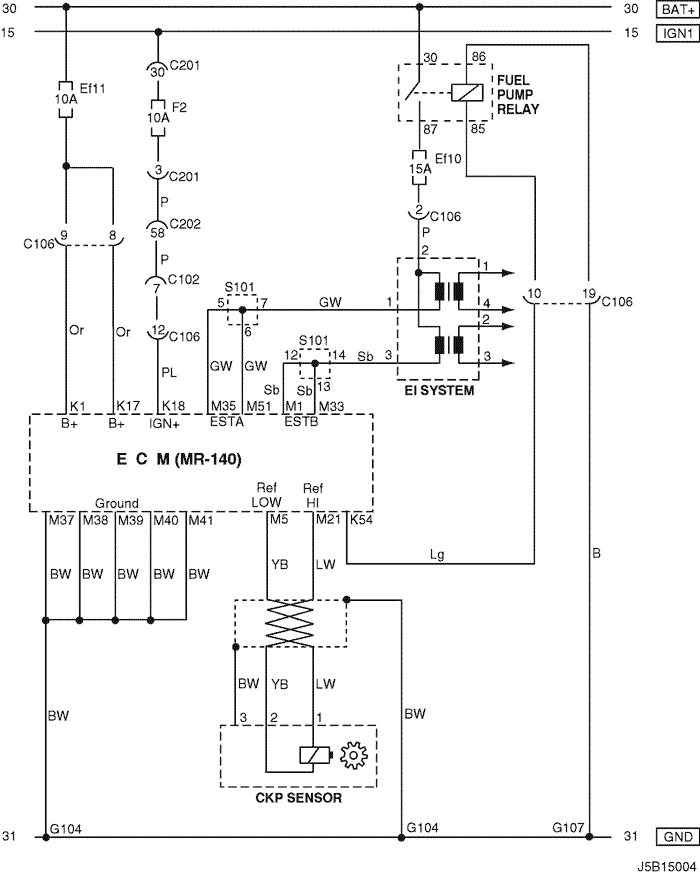 30 30 BAT+
15 15 IGN1
30 86
30 C201
FUEL
PUMP
RELAY
Ef11
10A
F2
10A
87 85
Ef10
15A
3 C201
P
2 C106
C202
58
P
P
2
C106 9 8
C102
7
1
S101
5 7 GW 1
6
4
10 19 C106
12 C106
Or Or
2
S101
12 14 Sb 3
13
3
PL GW GW Sb Sb
EI SYSTEM
K1 K17 K18 M35 M51 M1 M33
B+ B+ IGN+ ESTA ESTB
E C M (MR-140)
Ref Ref
Ground LOW HI
M37 M38 M39 M40 M41 M5 M21 K54
Lg B
YB LW
BW BW BW BW BW
BW YB LW
BW BW
3 2 1
CKP SENSOR
G104 G104 G107
31 31 GND
J5B15004